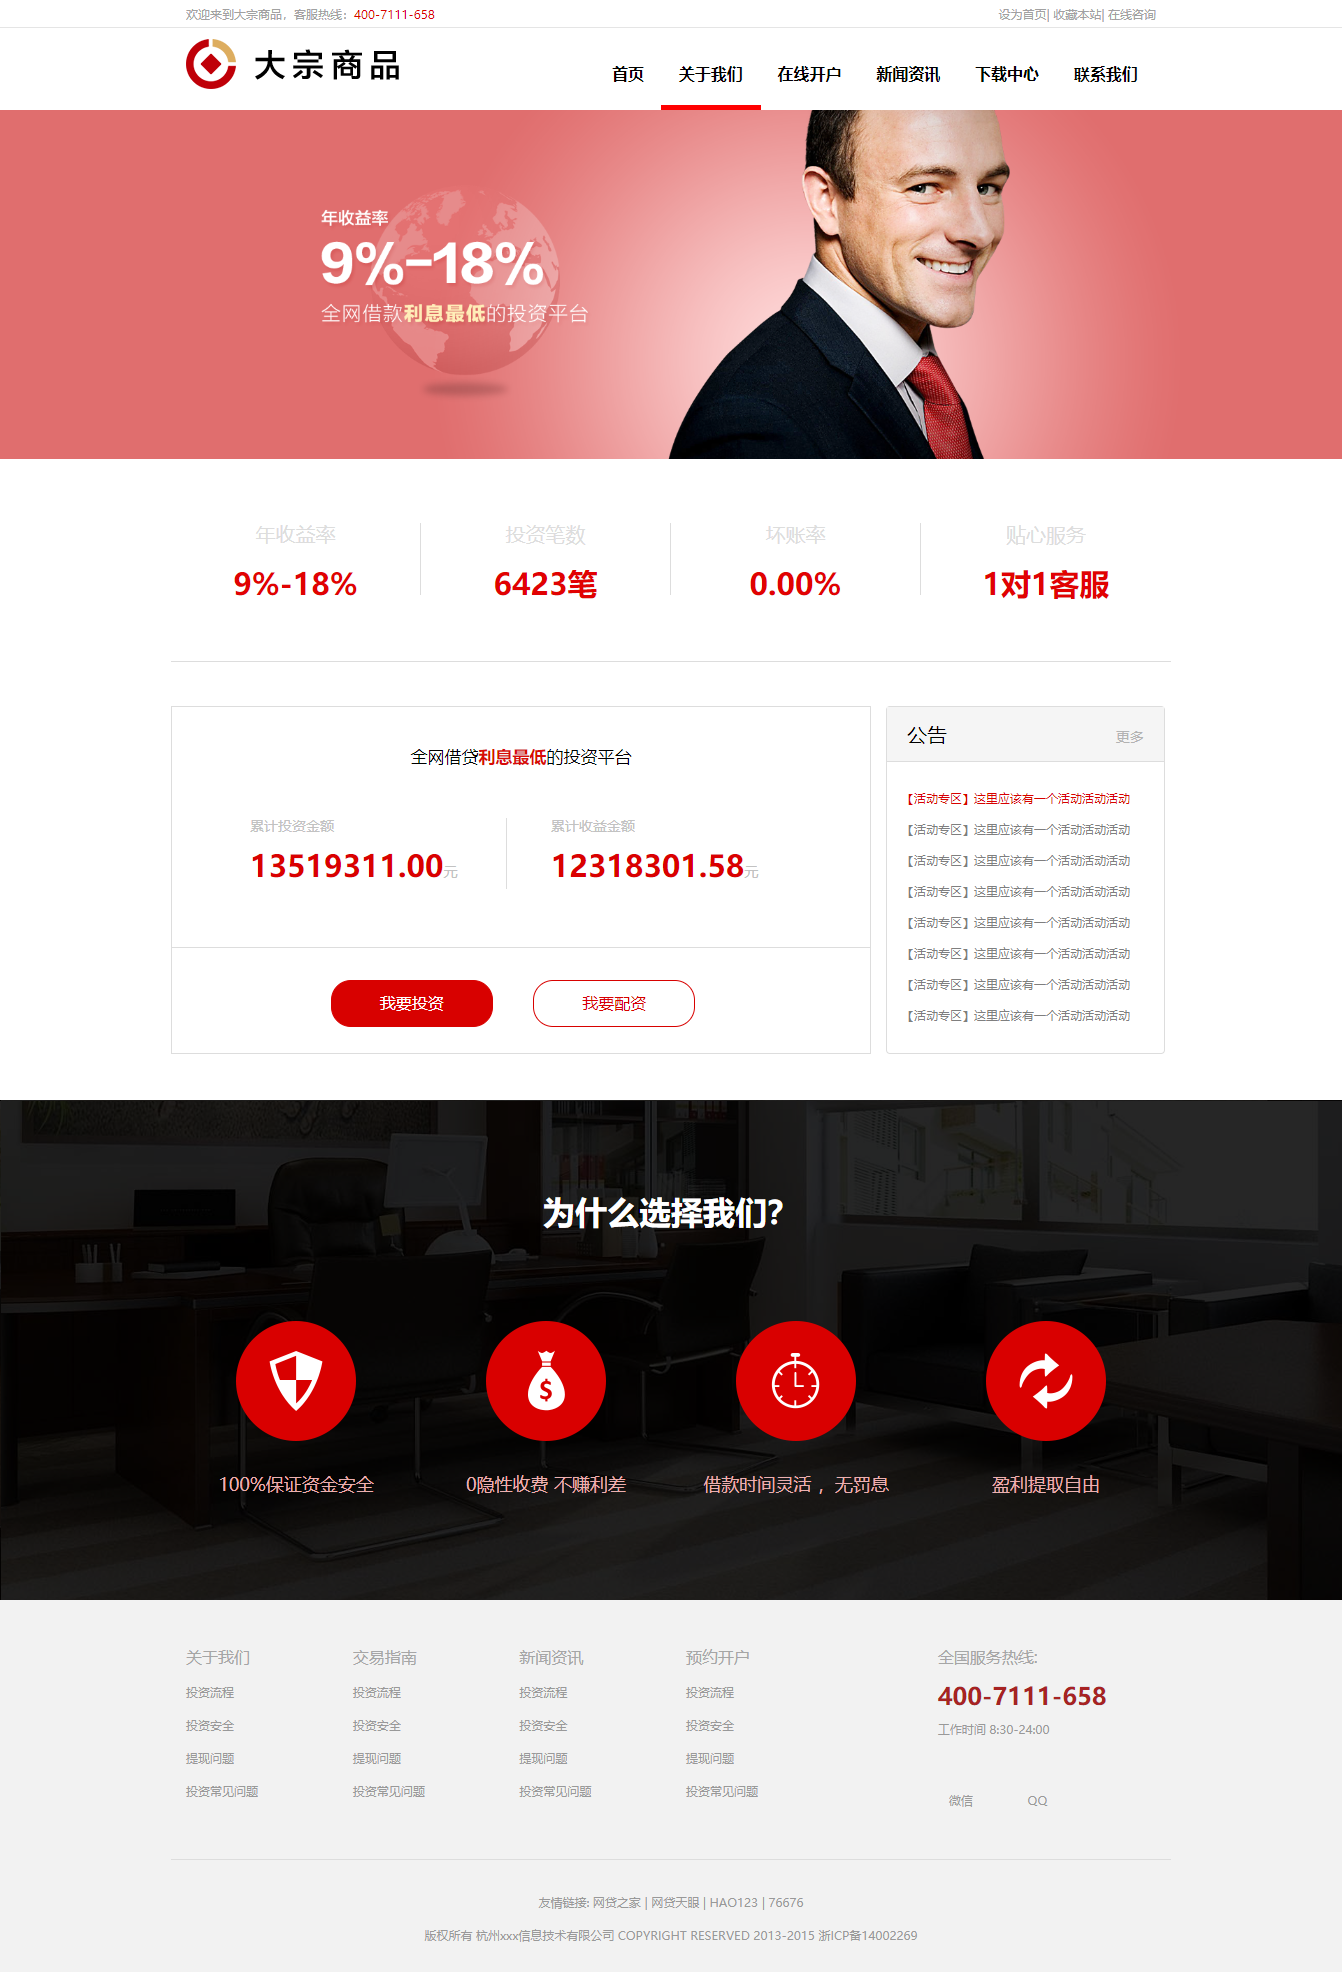 欢迎来到大宗商品，客服热线：400-7111-658
设为首页| 收藏本站| 在线咨询
大宗商品
首页 关于我们 在线开户 新闻资讯 下载中心 联系我们
年收益率
9%-18%
全网借款利息最低的投资平台
年收益率 投资笔数 坏账率 贴心服务
9%-18% 6423笔 0.00% 1对1客服
全网借贷利息最低的投资平台
累计投资金额 累计收益金额
13519311.00元 12318301.58元
我要投资 我要配资
公告 更多
【活动专区】这里应该有一个活动活动活动
【活动专区】这里应该有一个活动活动活动
【活动专区】这里应该有一个活动活动活动
【活动专区】这里应该有一个活动活动活动
【活动专区】这里应该有一个活动活动活动
【活动专区】这里应该有一个活动活动活动
【活动专区】这里应该有一个活动活动活动
【活动专区】这里应该有一个活动活动活动
为什么选择我们？
$
100%保证资金安全 0隐性收费 不赚利差 借款时间灵活 ，无罚息 盈利提取自由
关于我们 交易指南 新闻资讯 预约开户
投资流程 投资流程 投资流程 投资流程
投资安全 投资安全 投资安全 投资安全
提现问题 提现问题 提现问题 提现问题
投资常见问题 投资常见问题 投资常见问题 投资常见问题
全国服务热线:
400-7111-658
工作时间 8:30-24:00
微信 QQ
友情链接: 网贷之家 | 网贷天眼 | HAO123 | 76676
版权所有 杭州xxx信息技术有限公司 COPYRIGHT RESERVED 2013-2015 浙ICP备14002269